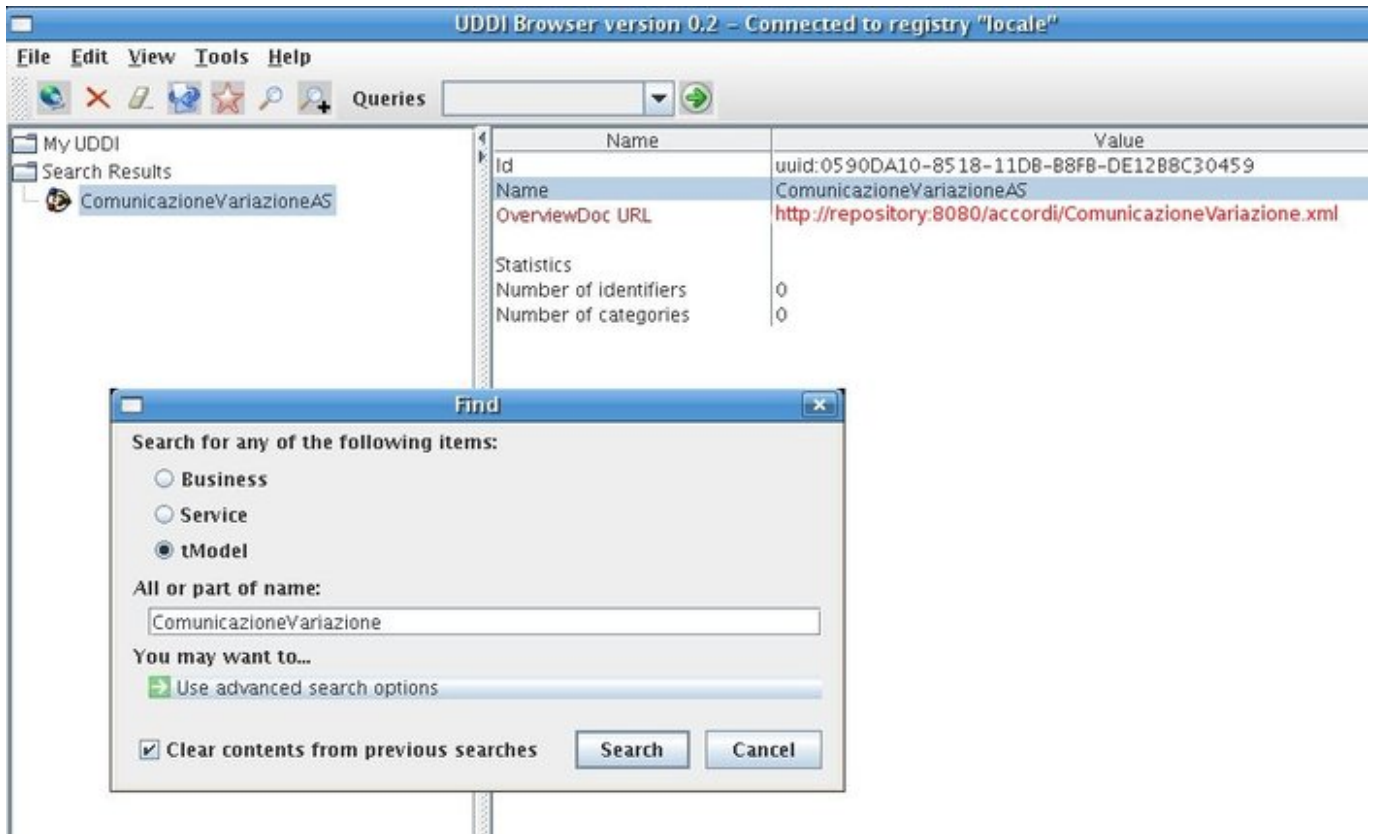 UDDI Browser version 0.2 – Connected to registry "locale"
File Edit View Tools Help
Queries
My UDDI
Search Results
ComunicazioneVariazioneAS
Name Value
Id uuid:0590DA10-8518-11DB-B8FB-DE12B8C30459
Name ComunicazioneVariazioneAS
OverviewDoc URL http://repository:8080/accordi/ComunicazioneVariazione.xml
Statistics
Number of identifiers 0
Number of categories 0
Find
Search for any of the following items:
Business
Service
tModel
All or part of name:
ComunicazioneVariazione
You may want to...
Use advanced search options
Clear contents from previous searches Search Cancel